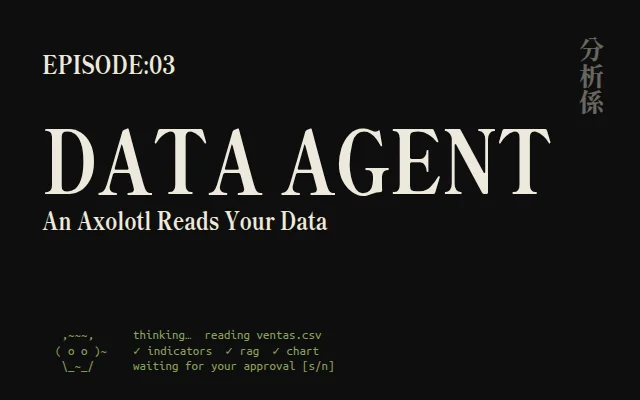 EPISODE:03
分析係
DATA AGENT
An Axolotl Reads Your Data
,~~~,
( o o )~
\_~_/
thinking…  reading ventas.csv
✓ indicators  ✓ rag  ✓ chart
waiting for your approval [s/n]